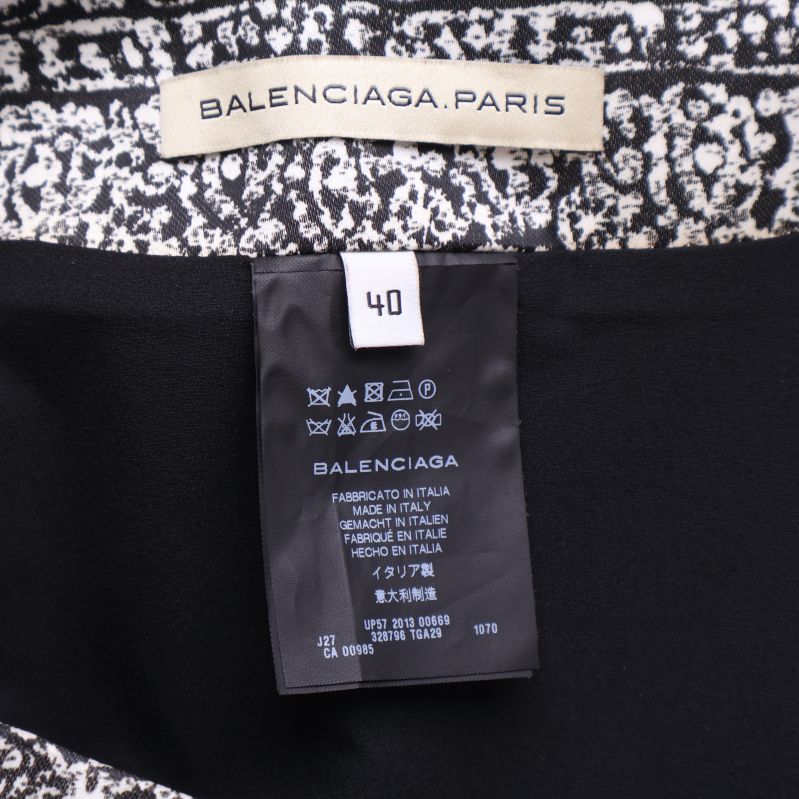 BALENCIAGA.PARIS
40
P
BALENCIAGA
FABBRICATO IN ITALIA
MADE IN ITALY
GEMACHT IN ITALIEN
FABRIQUÉ EN ITALIE
HECHO EN ITALIA
イタリア製
意大利制造
UP57 2013 00669
J27 328796 TGA29 1070
CA 00985